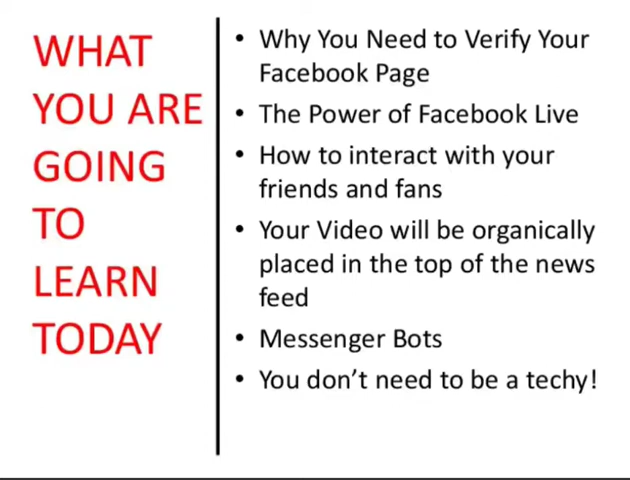 WHAT
YOU ARE
GOING
TO
LEARN
TODAY
• Why You Need to Verify Your
Facebook Page
• The Power of Facebook Live
• How to interact with your
friends and fans
• Your Video will be organically
placed in the top of the news
feed
• Messenger Bots
• You don’t need to be a techy!